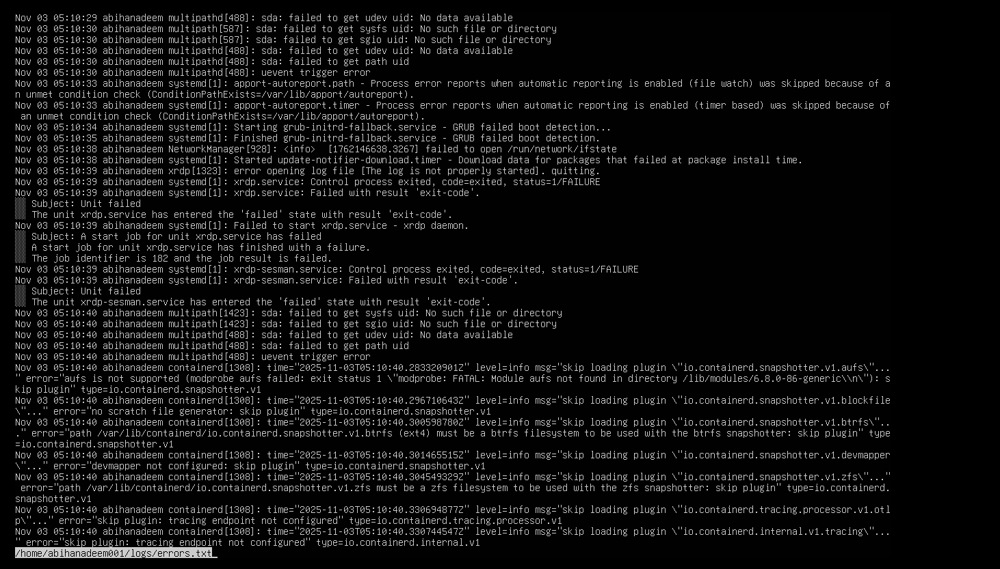 Nov 03 05:10:29 abihanadeem multipathd[488]: sda: failed to get udev uid: No data available
Nov 03 05:10:30 abihanadeem multipath[587]: sda: failed to get sysfs uid: No such file or directory
Nov 03 05:10:30 abihanadeem multipath[587]: sda: failed to get sgio uid: No such file or directory
Nov 03 05:10:30 abihanadeem multipathd[488]: sda: failed to get udev uid: No data available
Nov 03 05:10:30 abihanadeem multipathd[488]: sda: failed to get path uid
Nov 03 05:10:30 abihanadeem multipathd[488]: uevent trigger error
Nov 03 05:10:33 abihanadeem systemd[1]: apport-autoreport.path - Process error reports when automatic reporting is enabled (file watch) was skipped because of a
n unmet condition check (ConditionPathExists=/var/lib/apport/autoreport).
Nov 03 05:10:33 abihanadeem systemd[1]: apport-autoreport.timer - Process error reports when automatic reporting is enabled (timer based) was skipped because of
 an unmet condition check (ConditionPathExists=/var/lib/apport/autoreport).
Nov 03 05:10:34 abihanadeem systemd[1]: Starting grub-initrd-fallback.service - GRUB failed boot detection...
Nov 03 05:10:35 abihanadeem systemd[1]: Finished grub-initrd-fallback.service - GRUB failed boot detection.
Nov 03 05:10:38 abihanadeem NetworkManager[928]: <info>  [1762146638.3267] failed to open /run/network/ifstate
Nov 03 05:10:38 abihanadeem systemd[1]: Started update-notifier-download.timer - Download data for packages that failed at package install time.
Nov 03 05:10:39 abihanadeem xrdp[1323]: error opening log file [The log is not properly started]. quitting.
Nov 03 05:10:39 abihanadeem systemd[1]: xrdp.service: Control process exited, code=exited, status=1/FAILURE
Nov 03 05:10:39 abihanadeem systemd[1]: xrdp.service: Failed with result 'exit-code'.
░░ Subject: Unit failed
░░ The unit xrdp.service has entered the 'failed' state with result 'exit-code'.
Nov 03 05:10:39 abihanadeem systemd[1]: Failed to start xrdp.service - xrdp daemon.
░░ Subject: A start job for unit xrdp.service has failed
░░ A start job for unit xrdp.service has finished with a failure.
░░ The job identifier is 182 and the job result is failed.
Nov 03 05:10:39 abihanadeem systemd[1]: xrdp-sesman.service: Control process exited, code=exited, status=1/FAILURE
Nov 03 05:10:39 abihanadeem systemd[1]: xrdp-sesman.service: Failed with result 'exit-code'.
░░ Subject: Unit failed
░░ The unit xrdp-sesman.service has entered the 'failed' state with result 'exit-code'.
Nov 03 05:10:40 abihanadeem multipath[1423]: sda: failed to get sysfs uid: No such file or directory
Nov 03 05:10:40 abihanadeem multipath[1423]: sda: failed to get sgio uid: No such file or directory
Nov 03 05:10:40 abihanadeem multipathd[488]: sda: failed to get udev uid: No data available
Nov 03 05:10:40 abihanadeem multipathd[488]: sda: failed to get path uid
Nov 03 05:10:40 abihanadeem multipathd[488]: uevent trigger error
Nov 03 05:10:40 abihanadeem containerd[1308]: time="2025-11-03T05:10:40.283320901Z" level=info msg="skip loading plugin \"io.containerd.snapshotter.v1.aufs\"...
" error="aufs is not supported (modprobe aufs failed: exit status 1 \"modprobe: FATAL: Module aufs not found in directory /lib/modules/6.8.0-86-generic\\n\"): s
kip plugin" type=io.containerd.snapshotter.v1
Nov 03 05:10:40 abihanadeem containerd[1308]: time="2025-11-03T05:10:40.296710643Z" level=info msg="skip loading plugin \"io.containerd.snapshotter.v1.blockfile
\"..." error="no scratch file generator: skip plugin" type=io.containerd.snapshotter.v1
Nov 03 05:10:40 abihanadeem containerd[1308]: time="2025-11-03T05:10:40.300598780Z" level=info msg="skip loading plugin \"io.containerd.snapshotter.v1.btrfs\"..
." error="path /var/lib/containerd/io.containerd.snapshotter.v1.btrfs (ext4) must be a btrfs filesystem to be used with the btrfs snapshotter: skip plugin" type
=io.containerd.snapshotter.v1
Nov 03 05:10:40 abihanadeem containerd[1308]: time="2025-11-03T05:10:40.301465515Z" level=info msg="skip loading plugin \"io.containerd.snapshotter.v1.devmapper
\"..." error="devmapper not configured: skip plugin" type=io.containerd.snapshotter.v1
Nov 03 05:10:40 abihanadeem containerd[1308]: time="2025-11-03T05:10:40.304549329Z" level=info msg="skip loading plugin \"io.containerd.snapshotter.v1.zfs\"..."
 error="path /var/lib/containerd/io.containerd.snapshotter.v1.zfs must be a zfs filesystem to be used with the zfs snapshotter: skip plugin" type=io.containerd.
snapshotter.v1
Nov 03 05:10:40 abihanadeem containerd[1308]: time="2025-11-03T05:10:40.330694877Z" level=info msg="skip loading plugin \"io.containerd.tracing.processor.v1.otl
p\"..." error="skip plugin: tracing endpoint not configured" type=io.containerd.tracing.processor.v1
Nov 03 05:10:40 abihanadeem containerd[1308]: time="2025-11-03T05:10:40.330744547Z" level=info msg="skip loading plugin \"io.containerd.internal.v1.tracing\"...
" error="skip plugin: tracing endpoint not configured" type=io.containerd.internal.v1
/home/abihanadeem001/logs/errors.txt